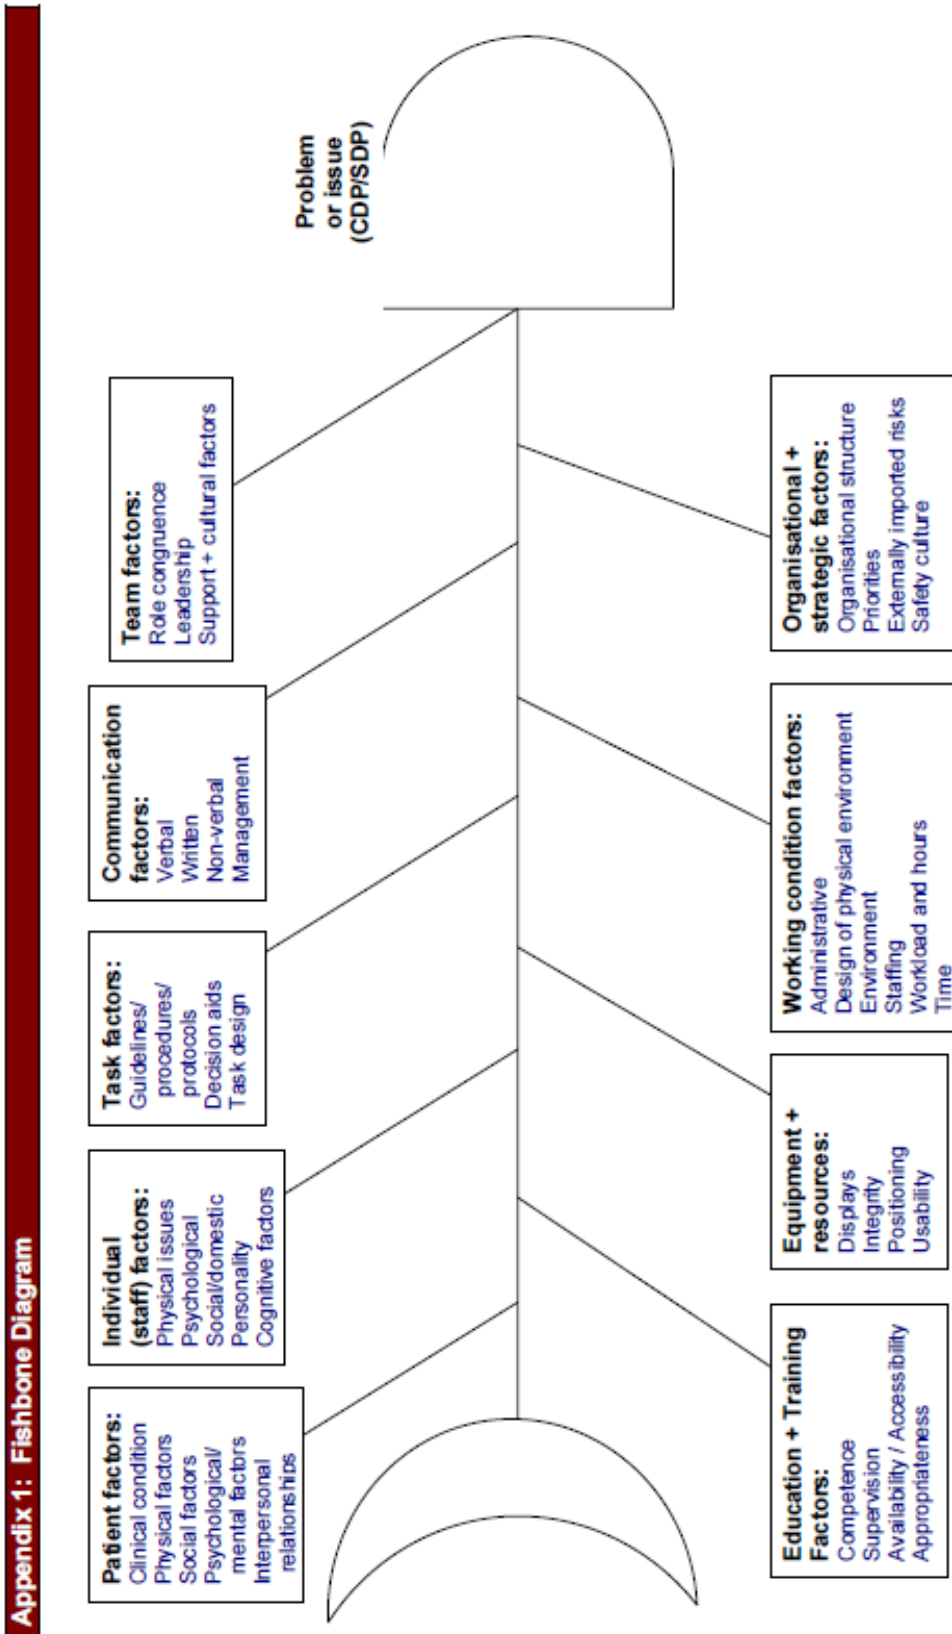 Appendix 1: Fishbone Diagram
Patient factors:
Clinical condition
Physical factors
Social factors
Psychological/
mental factors
Interpersonal
relationships
Individual
(staff) factors:
Physical issues
Psychological
Social/domestic
Personality
Cognitive factors
Task factors:
Guidelines/
procedures/
protocols
Decision aids
Task design
Communication
factors:
Verbal
Written
Non-verbal
Management
Team factors:
Role congruence
Leadership
Support + cultural factors
Problem
or issue
(CDP/SDP)
Education + Training
Factors:
Competence
Supervision
Availability / Accessibility
Appropriateness
Equipment +
resources:
Displays
Integrity
Positioning
Usability
Working condition factors:
Administrative
Design of physical environment
Environment
Staffing
Workload and hours
Time
Organisational +
strategic factors:
Organisational structure
Priorities
Externally imported risks
Safety culture